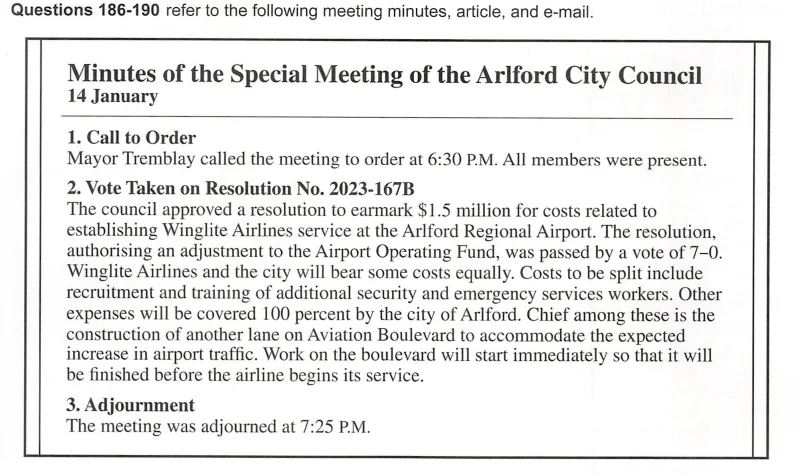 Questions 186-190 refer to the following meeting minutes, article, and e-mail.
Minutes of the Special Meeting of the Arlford City Council
14 January
1. Call to Order
Mayor Tremblay called the meeting to order at 6:30 P.M. All members were present.
2. Vote Taken on Resolution No. 2023-167B
The council approved a resolution to earmark $1.5 million for costs related to
establishing Winglite Airlines service at the Arlford Regional Airport. The resolution,
authorising an adjustment to the Airport Operating Fund, was passed by a vote of 7–0.
Winglite Airlines and the city will bear some costs equally. Costs to be split include
recruitment and training of additional security and emergency services workers. Other
expenses will be covered 100 percent by the city of Arlford. Chief among these is the
construction of another lane on Aviation Boulevard to accommodate the expected
increase in airport traffic. Work on the boulevard will start immediately so that it will
be finished before the airline begins its service.
3. Adjournment
The meeting was adjourned at 7:25 P.M.